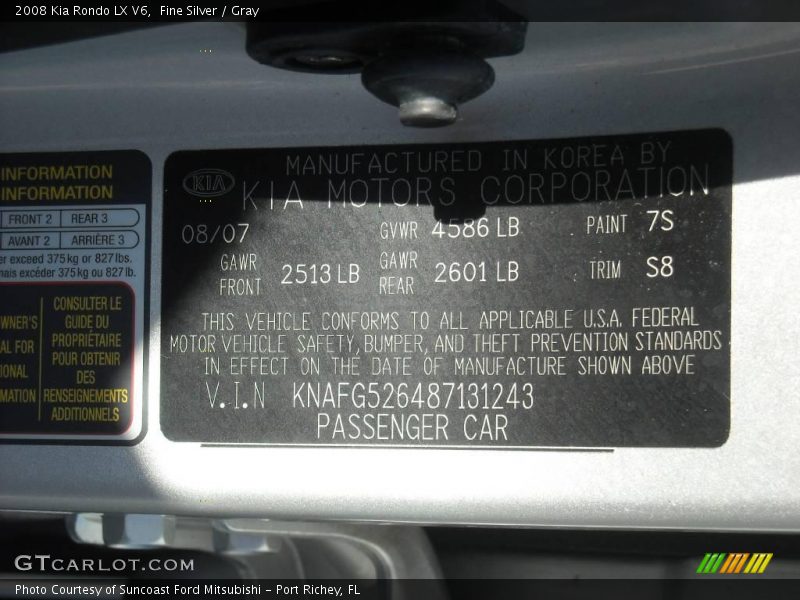 2008 Kia Rondo LX V6, Fine Silver / Gray
INFORMATION
INFORMATION
FRONT 2 REAR 3
AVANT 2 ARRIÈRE 3
exceed 375 kg or 827 lbs.
excéder 375 kg ou 827 lb.
CONSULTER LE
GUIDE DU
PROPRIÉTAIRE
POUR OBTENIR
DES
RENSEIGNEMENTS
ADDITIONNELS
WNER'S
AL FOR
IONAL
MATION
KIA
MANUFACTURED IN KOREA BY
KIA MOTORS CORPORATION
08/07 GVWR 4586 LB PAINT 7S
GAWR FRONT 2513 LB GAWR REAR 2601 LB TRIM S8
THIS VEHICLE CONFORMS TO ALL APPLICABLE U.S.A. FEDERAL
MOTOR VEHICLE SAFETY, BUMPER, AND THEFT PREVENTION STANDARDS
IN EFFECT ON THE DATE OF MANUFACTURE SHOWN ABOVE
V.I.N KNAFG526487131243
PASSENGER CAR
GTCARLOT.COM
Photo Courtesy of Suncoast Ford Mitsubishi - Port Richey, FL